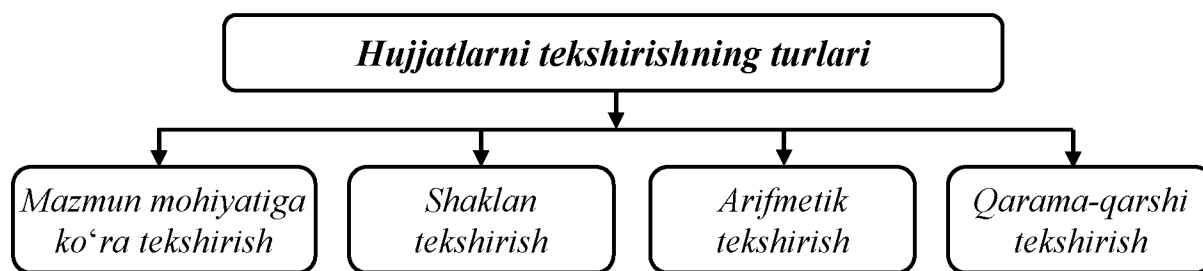 Hujjatlarni tekshirishning turlari
Mazmun mohiyatiga
ko‘ra tekshirish
Shaklan
tekshirish
Arifmetik
tekshirish
Qarama-qarshi
tekshirish